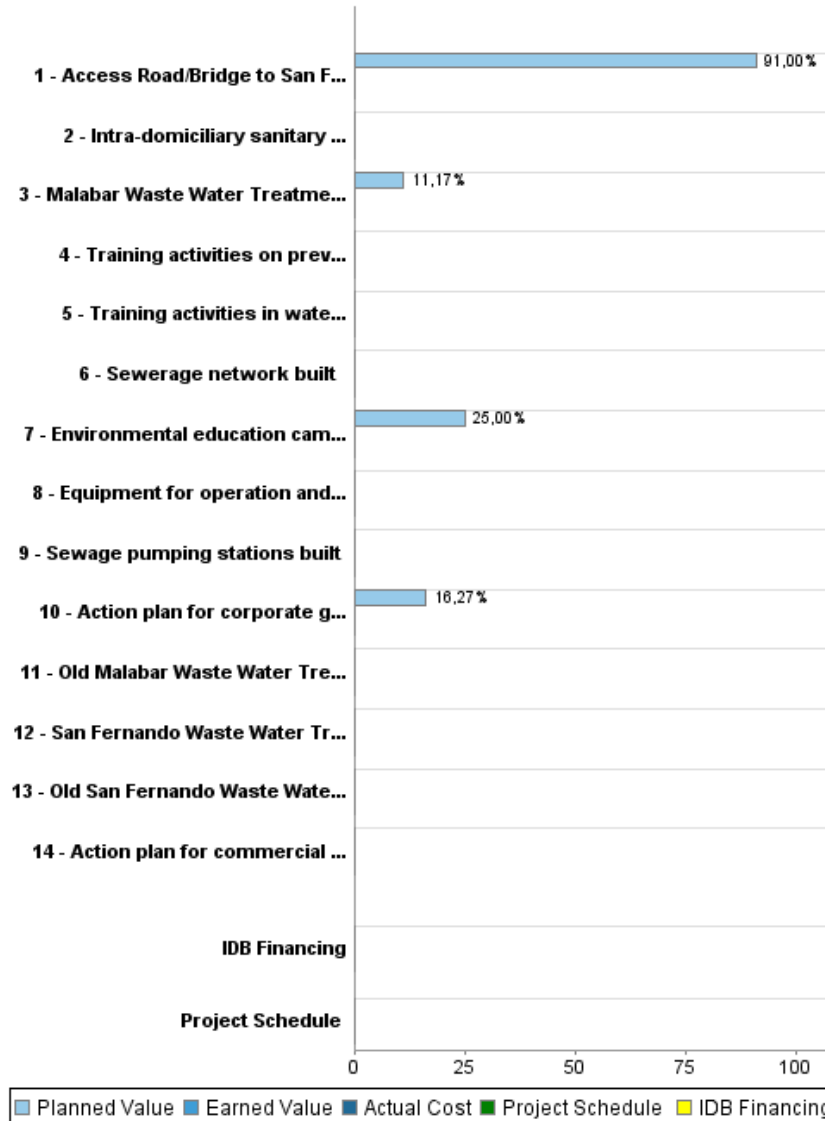 1 - Access Road/Bridge to San F...
91,00%
2 - Intra-domiciliary sanitary ...
3 - Malabar Waste Water Treatme...
11,17%
4 - Training activities on prev...
5 - Training activities in wate...
6 - Sewerage network built
7 - Environmental education cam...
25,00%
8 - Equipment for operation and...
9 - Sewage pumping stations built
10 - Action plan for corporate g...
16,27%
11 - Old Malabar Waste Water Tre...
12 - San Fernando Waste Water Tr...
13 - Old San Fernando Waste Wate...
14 - Action plan for commercial ...
IDB Financing
Project Schedule
0 25 50 75 100
Planned Value Earned Value Actual Cost Project Schedule IDB Financing